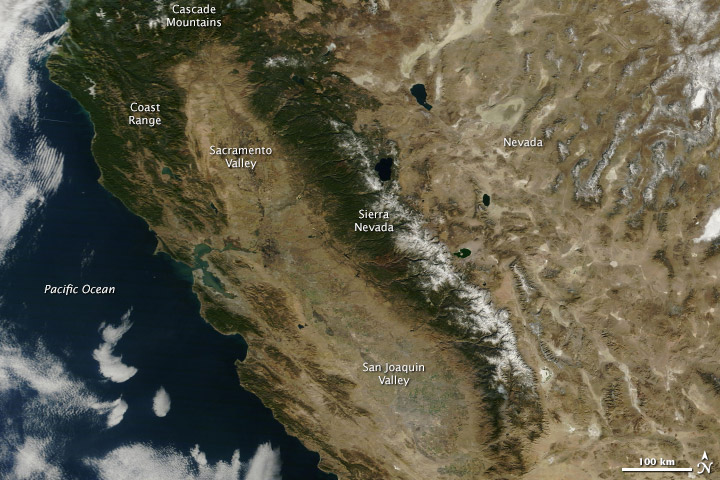 Cascade
Mountains
Coast
Range
Sacramento
Valley
Nevada
Sierra
Nevada
Pacific Ocean
San Joaquin
Valley
100 km
N